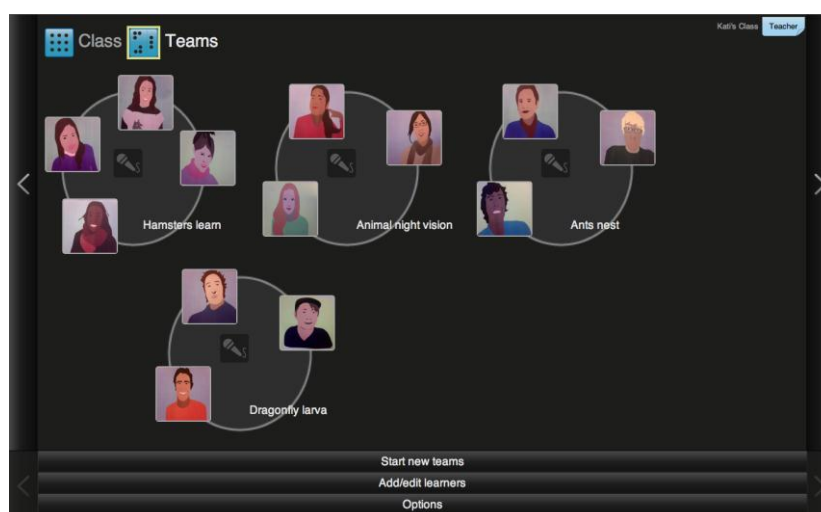 Kati's Class Teacher
Class Teams
Hamsters learn
Animal night vision
Ants nest
Dragonfly larva
Start new teams
Add/edit learners
Options